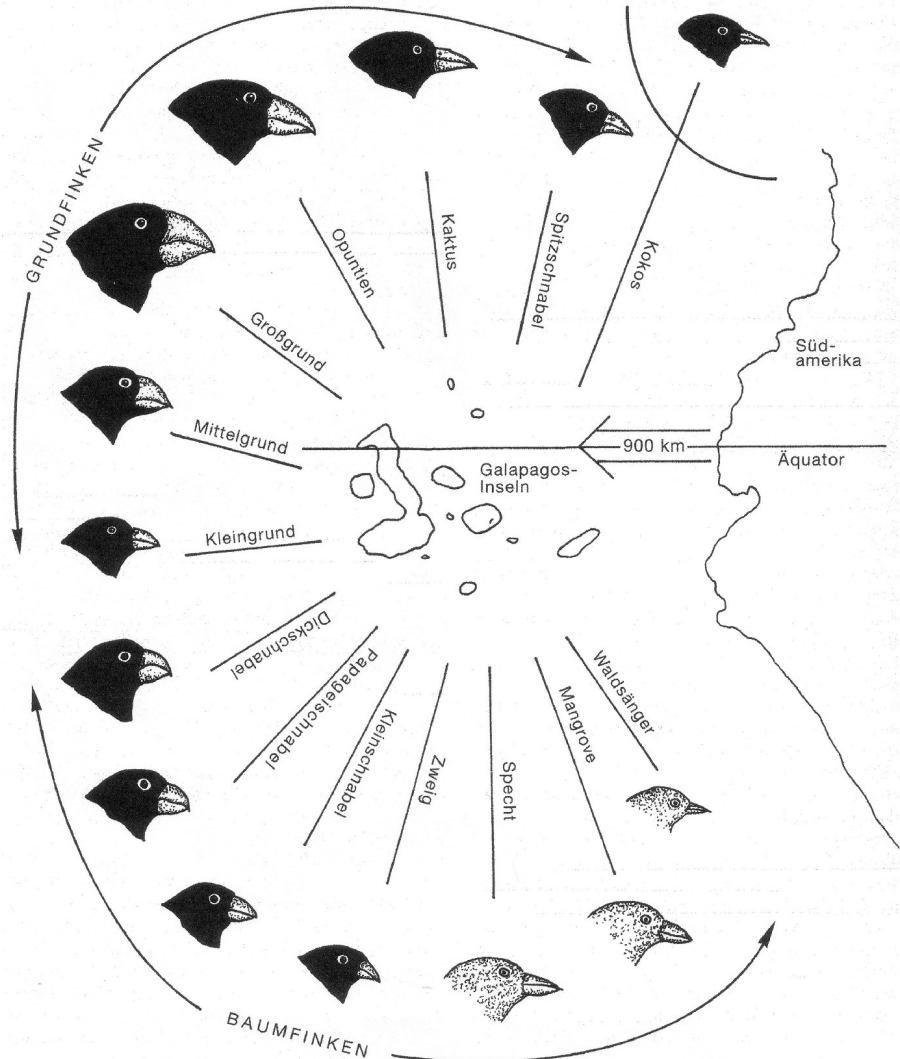 GRUNDFINKEN
Opuntien
Kaktus
Spitzschnabel
Kokos
Großgrund
Süd-
amerika
Mittelgrund
900 km
Äquator
Galapagos-
Inseln
Kleingrund
Dickschnabel
Papageischnabel
Kleinschnabel
Zweig
Specht
Mangrove
Waldsänger
BAUMFINKEN